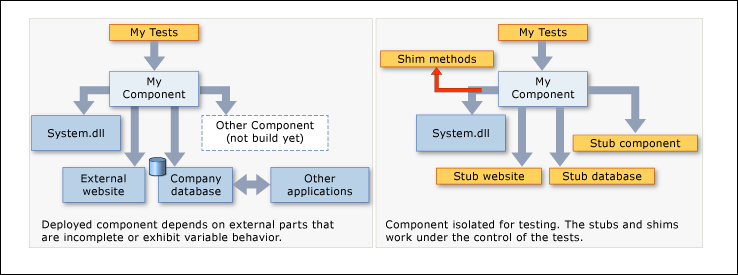 My Tests
My
Component
System.dll
Other Component
(not build yet)
External
website
Company
database
Other
applications
Deployed component depends on external parts that
are incomplete or exhibit variable behavior.
My Tests
Shim methods
My
Component
System.dll
Stub component
Stub website
Stub database
Component isolated for testing. The stubs and shims
work under the control of the tests.